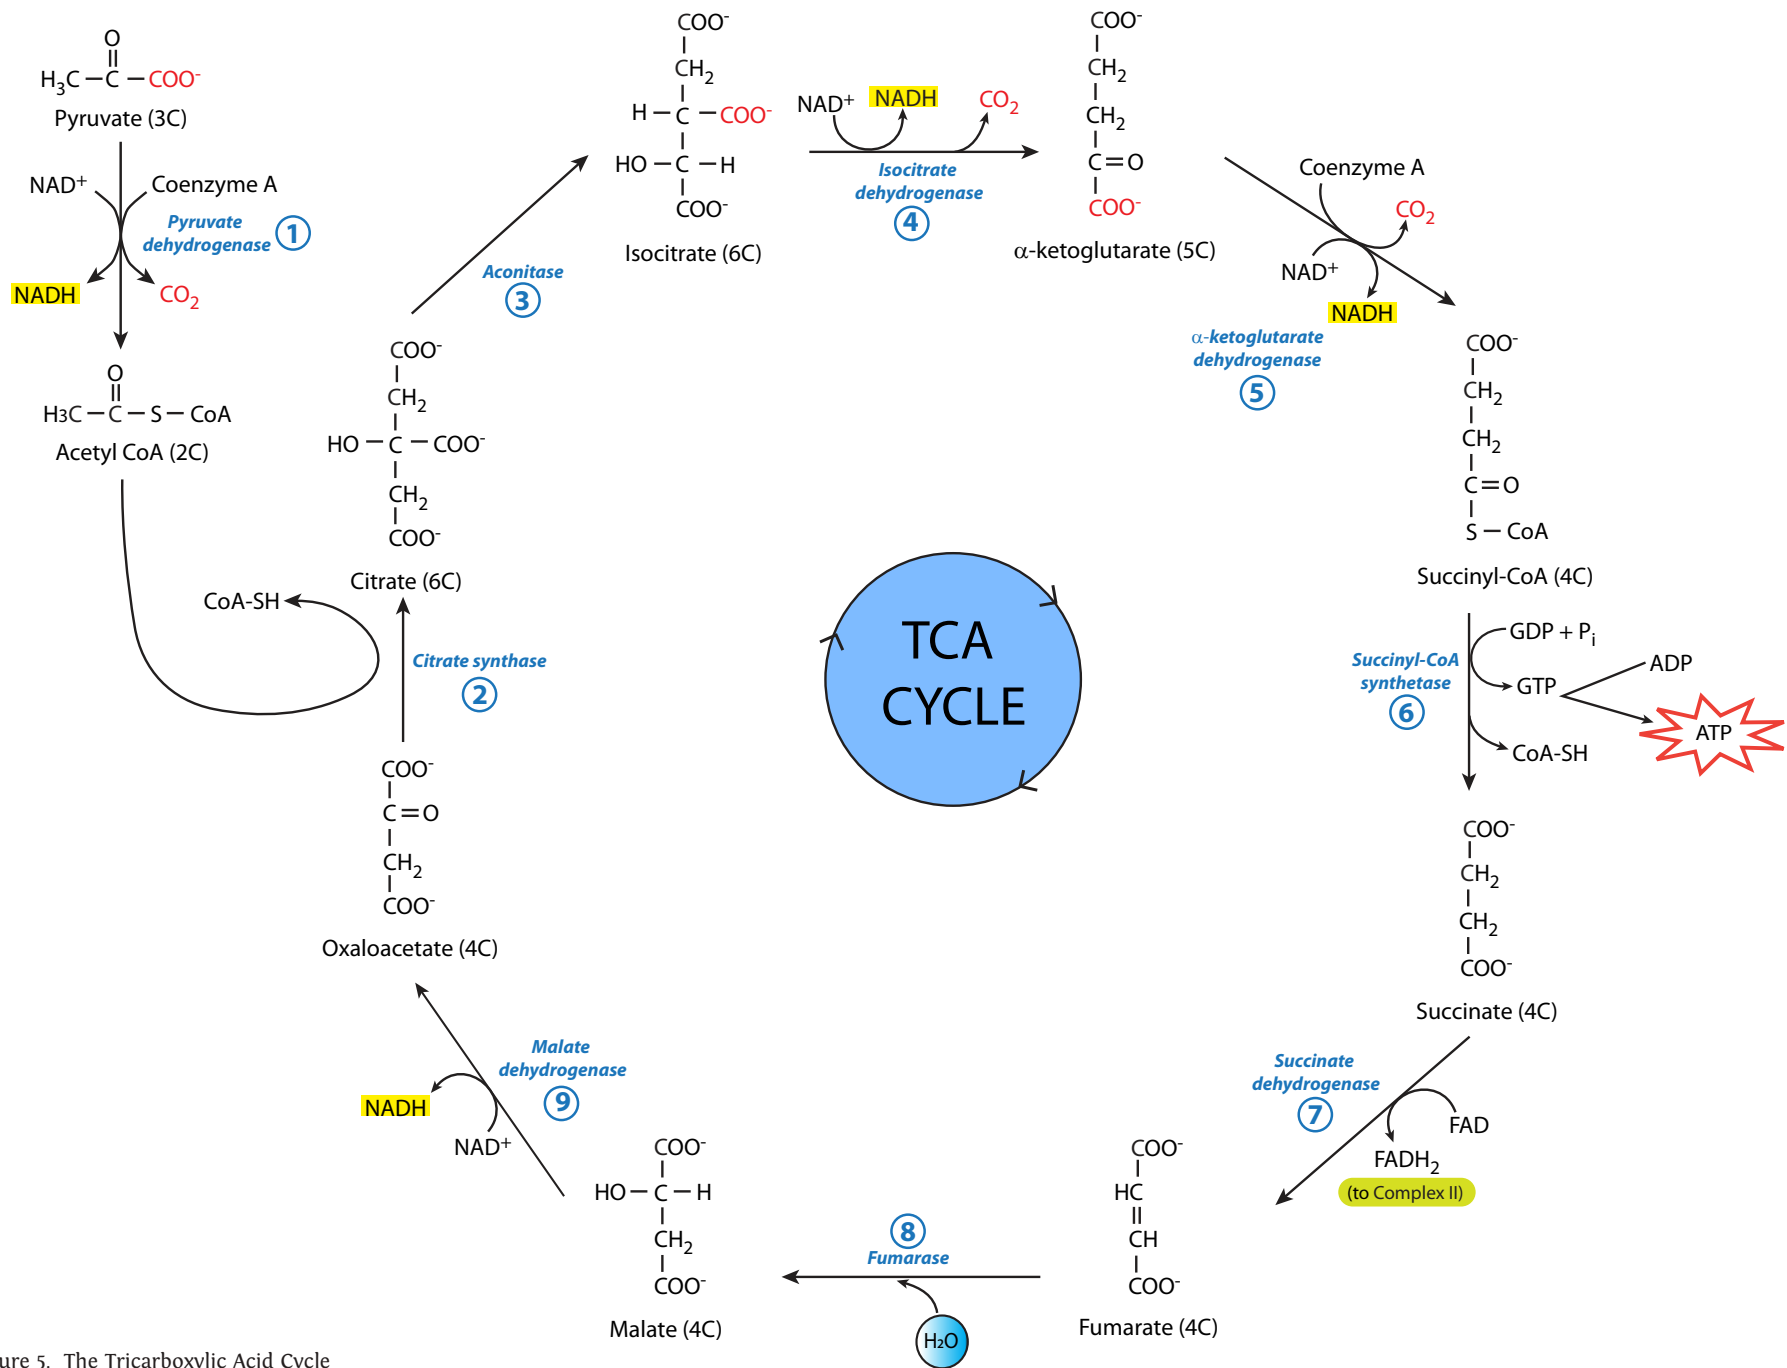 O
H3C – C – COO-
Pyruvate (3C)
NAD+
Coenzyme A
Pyruvate
dehydrogenase
1
NADH
CO2
O
H3C – C – S – CoA
Acetyl CoA (2C)
CoA-SH
Citrate synthase
2
COO-
CH2
HO – C – COO-
CH2
COO-
Citrate (6C)
Aconitase
3
COO-
CH2
H – C – COO-
HO – C – H
COO-
Isocitrate (6C)
NAD+
NADH
CO2
Isocitrate
dehydrogenase
4
COO-
CH2
CH2
C=O
COO-
α-ketoglutarate (5C)
Coenzyme A
CO2
NAD+
NADH
α-ketoglutarate
dehydrogenase
5
COO-
CH2
CH2
C=O
S – CoA
Succinyl-CoA (4C)
GDP + Pi
Succinyl-CoA
synthetase
6
GTP
ADP
ATP
CoA-SH
COO-
CH2
CH2
COO-
Succinate (4C)
Succinate
dehydrogenase
7
FAD
FADH2
(to Complex II)
COO-
HC
CH
COO-
Fumarate (4C)
8
Fumarase
H2O
COO-
HO – C – H
CH2
COO-
Malate (4C)
Malate
dehydrogenase
9
NADH
NAD+
COO-
C=O
CH2
COO-
Oxaloacetate (4C)
TCA
CYCLE
ure 5. The Tricarboxylic Acid Cycle